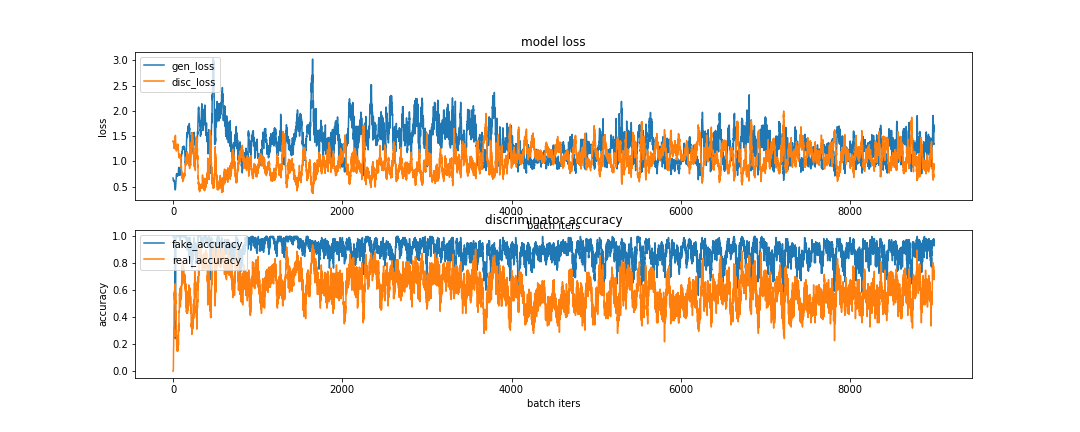 model loss
3.0
2.5
2.0
1.5
1.0
0.5
loss
gen_loss
disc_loss
0 2000 4000 6000 8000
batch iters
discriminator accuracy
1.0
0.8
0.6
0.4
0.2
0.0
accuracy
fake_accuracy
real_accuracy
0 2000 4000 6000 8000
batch iters